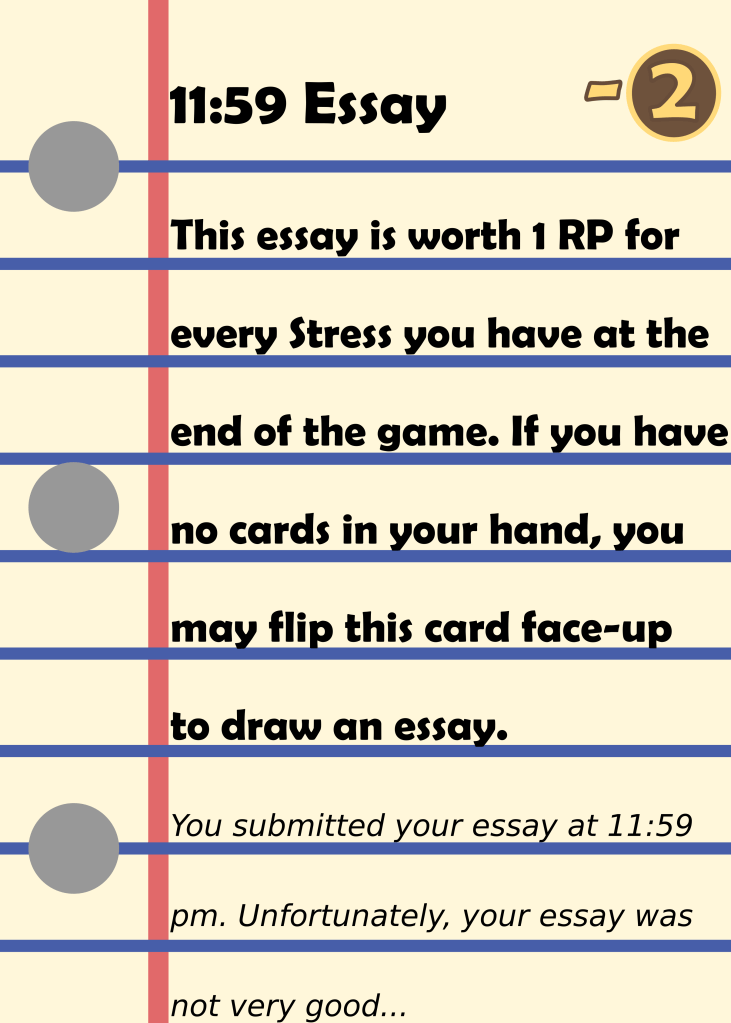 11:59 Essay -2
This essay is worth 1 RP for
every Stress you have at the
end of the game. If you have
no cards in your hand, you
may flip this card face-up
to draw an essay.
You submitted your essay at 11:59
pm. Unfortunately, your essay was
not very good...